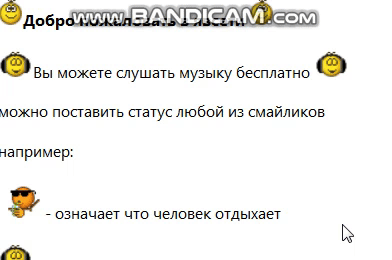 www.BANDICAM.com
Добро пожаловать в
Вы можете слушать музыку бесплатно
можно поставить статус любой из смайликов
например:
- означает что человек отдыхает